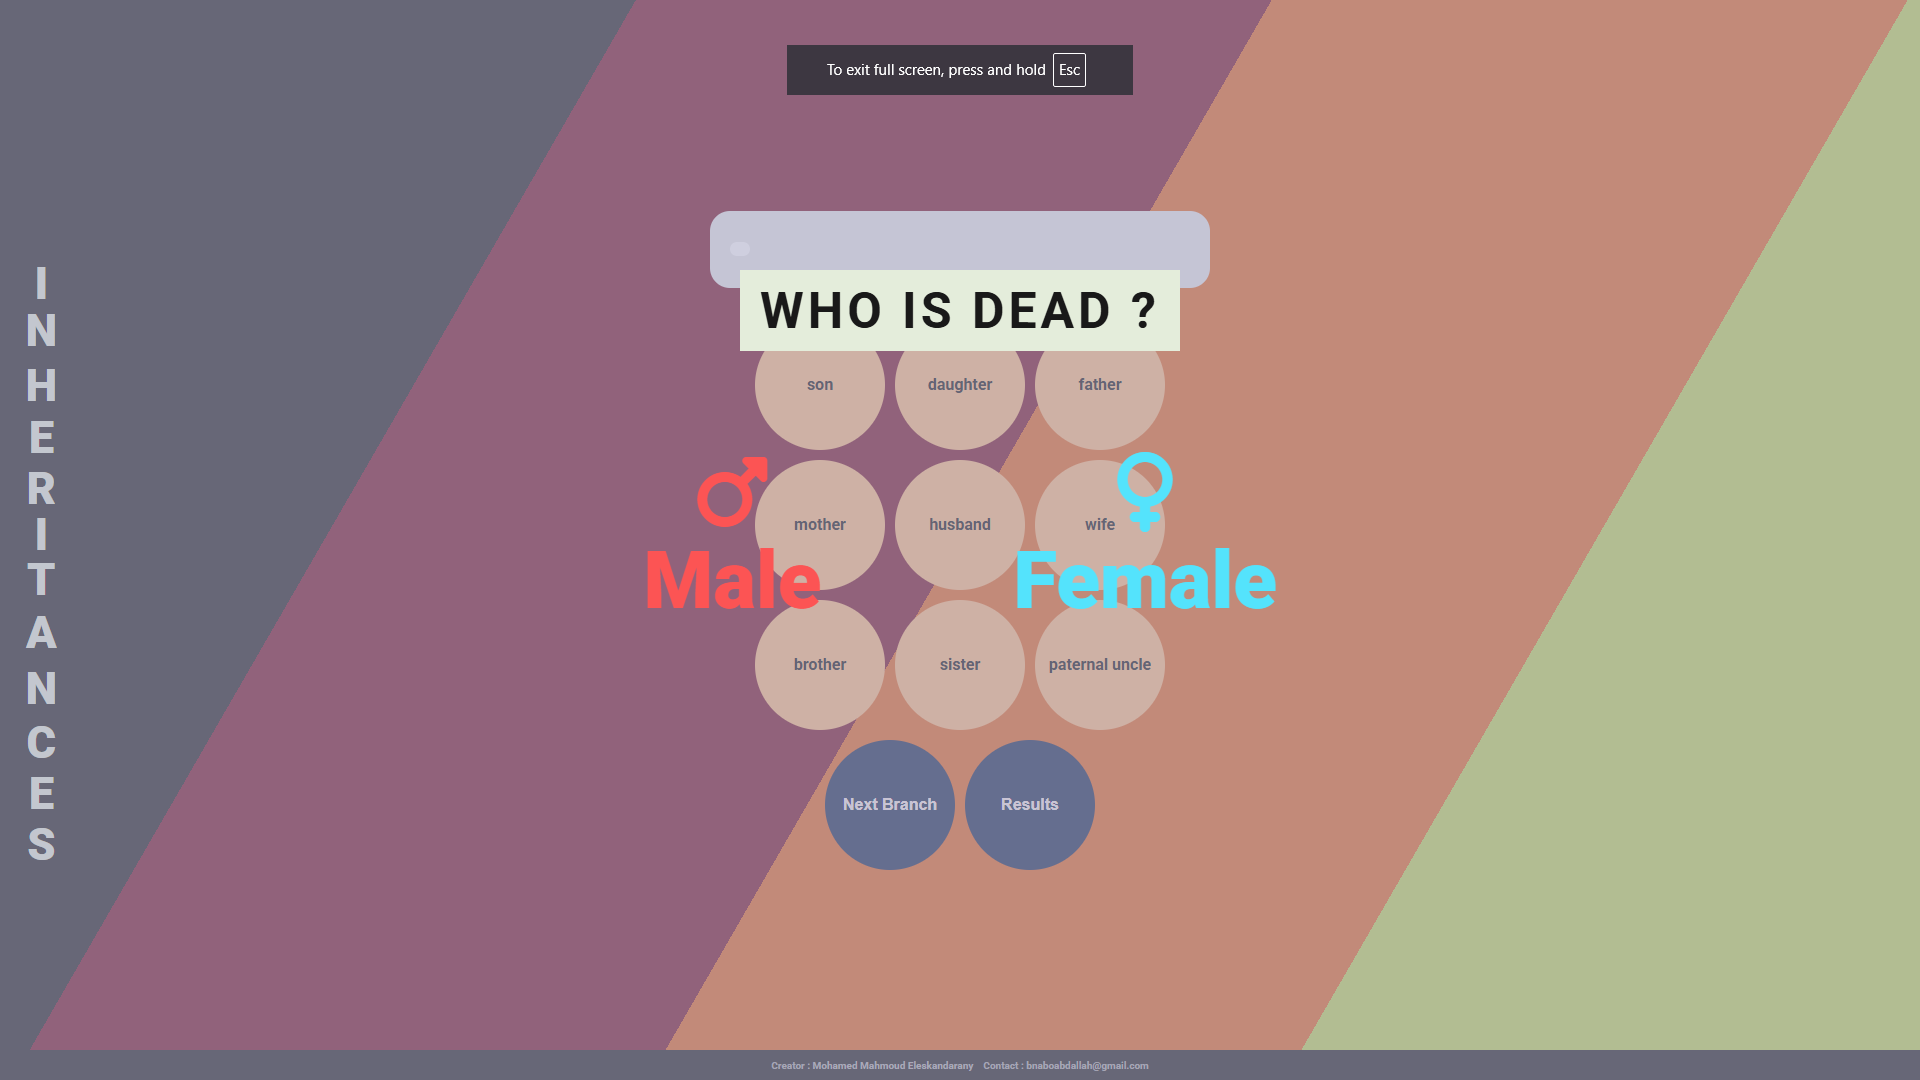 To exit full screen, press and hold Esc
INHERITANCES
WHO IS DEAD ?
son daughter father
mother husband wife
Male Female
brother sister paternal uncle
Next Branch Results
Creator : Mohamed Mahmoud Eleskandarany Contact : bnaboabdallah@gmail.com